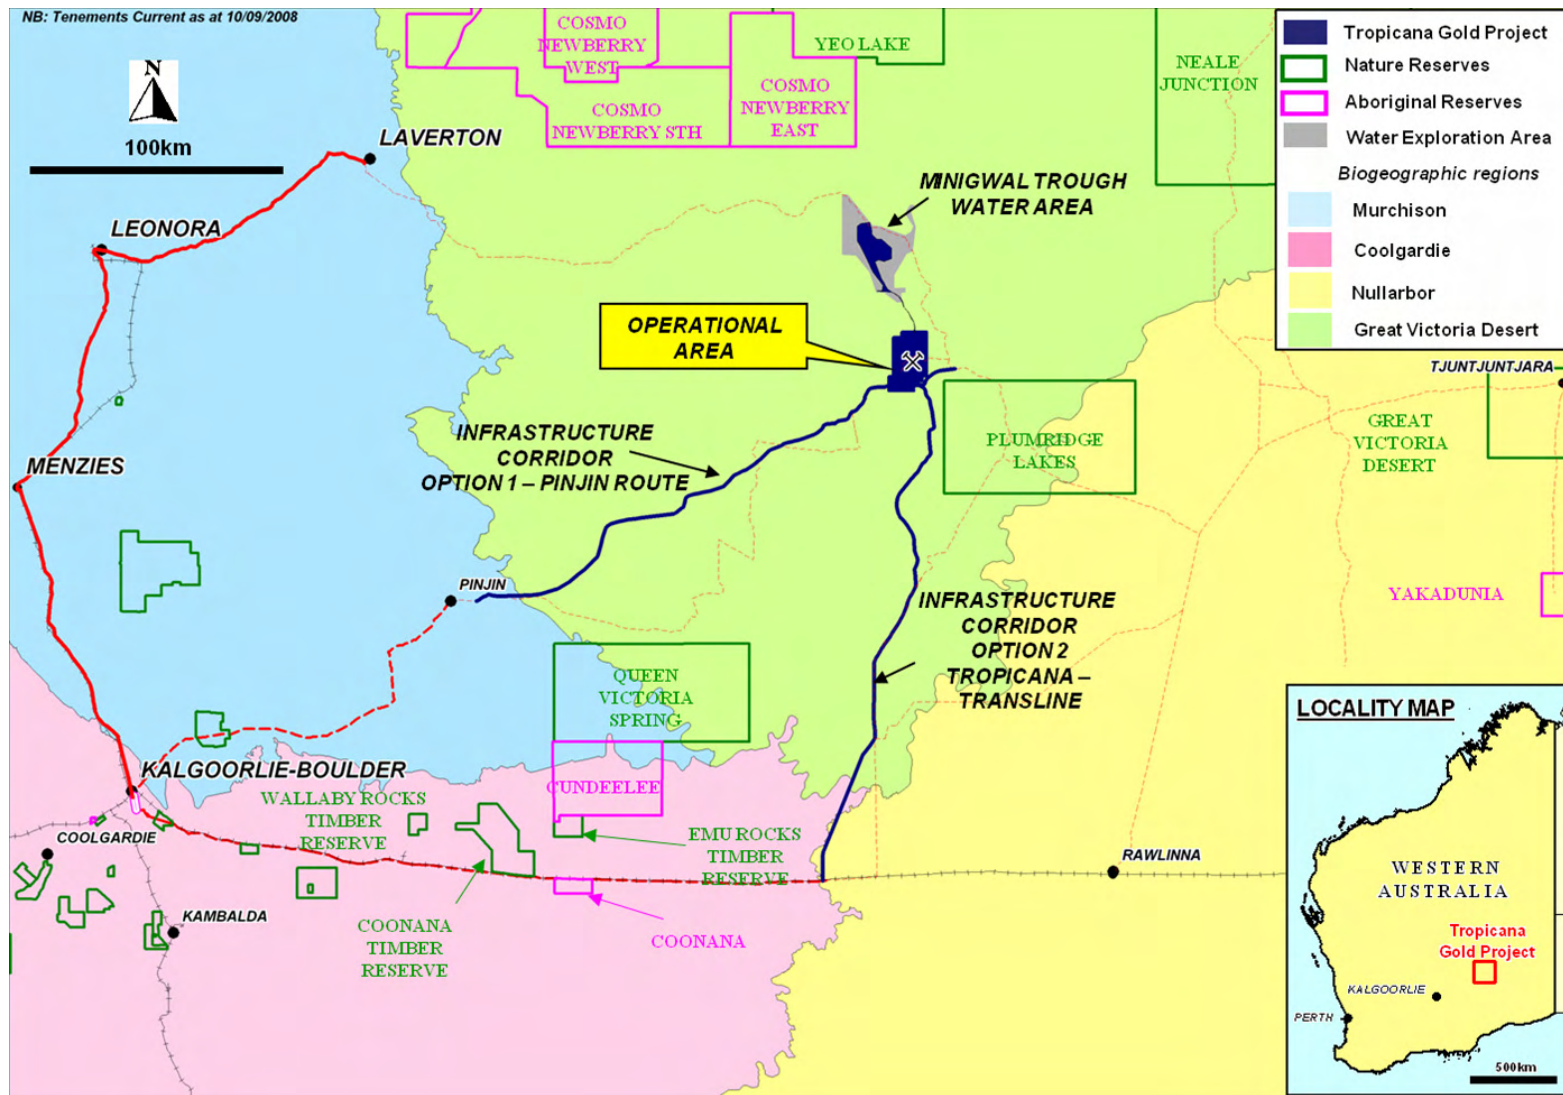 NB: Tenements Current as at 10/09/2008
N
100km
COSMO
NEWBERRY
WEST
COSMO
NEWBERRY STH
COSMO
NEWBERRY
EAST
YEO LAKE
NEALE
JUNCTION
Tropicana Gold Project
Nature Reserves
Aboriginal Reserves
Water Exploration Area
Biogeographic regions
Murchison
Coolgardie
Nullarbor
Great Victoria Desert
LAVERTON
LEONORA
MINIGWAL TROUGH
WATER AREA
OPERATIONAL
AREA
TJUNTJUNTJARA
GREAT
VICTORIA
DESERT
PLUMRIDGE
LAKES
INFRASTRUCTURE
CORRIDOR
OPTION 1 – PINJIN ROUTE
MENZIES
PINJIN
INFRASTRUCTURE
CORRIDOR
OPTION 2
TROPICANA –
TRANSLINE
YAKADUNIA
QUEEN
VICTORIA
SPRING
KALGOORLIE-BOULDER
CUNDEELEE
WALLABY ROCKS
TIMBER
RESERVE
EMU ROCKS
TIMBER
RESERVE
COOLGARDIE
RAWLINNA
KAMBALDA
COONANA
TIMBER
RESERVE
COONANA
LOCALITY MAP
WESTERN
AUSTRALIA
Tropicana
Gold Project
KALGOORLIE
PERTH
500km